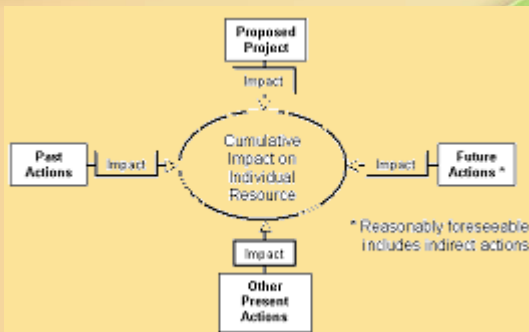 Proposed
Project
Impact
Past
Actions
Impact
Cumulative
Impact on
Individual
Resource
Impact
Future
Actions *
* Reasonably foreseeable
includes indirect actions
Impact
Other
Present
Actions